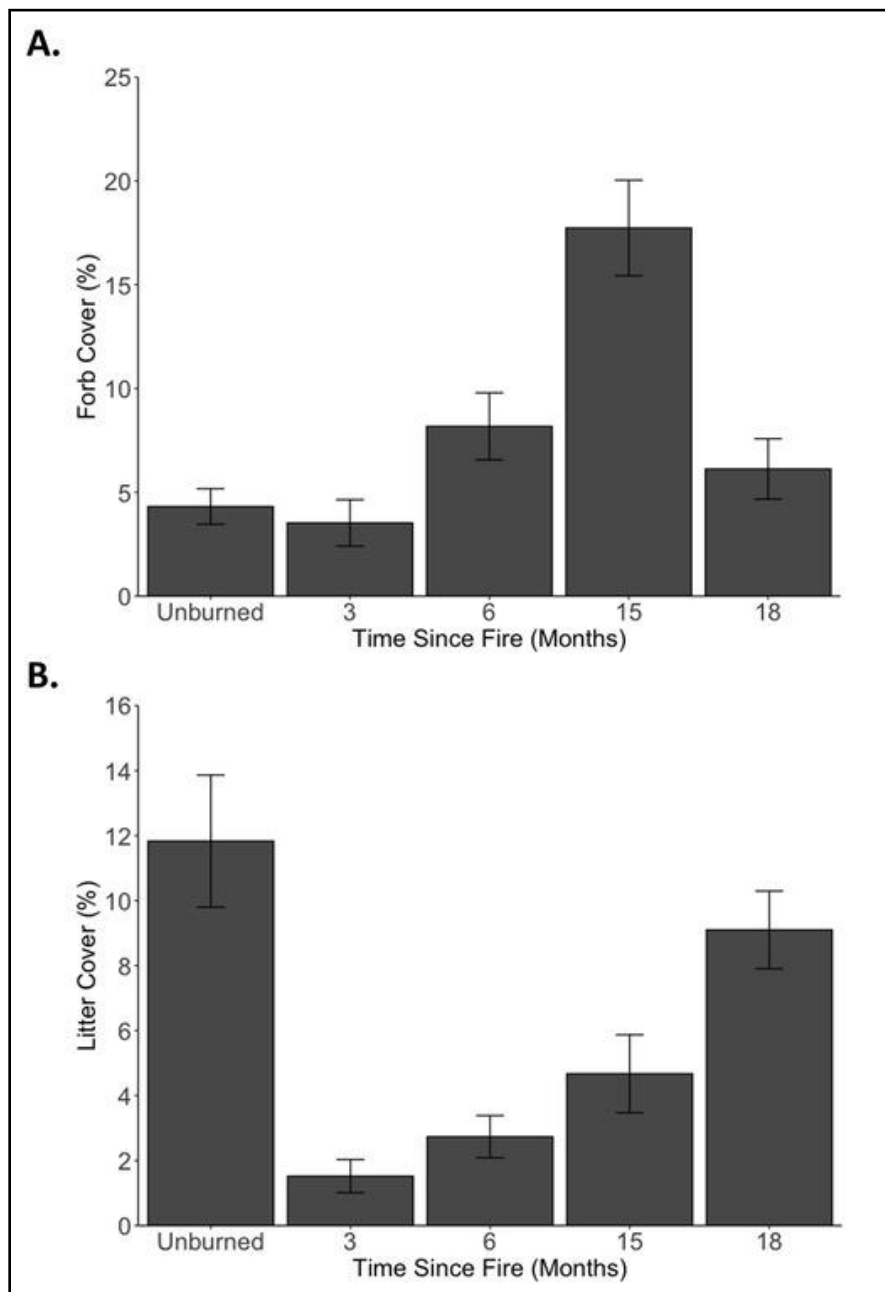 A.
25
20
15
10
5
0
Forb Cover (%)
Unburned 3 6 15 18
Time Since Fire (Months)
B.
16
14
12
10
8
6
4
2
0
Litter Cover (%)
Unburned 3 6 15 18
Time Since Fire (Months)